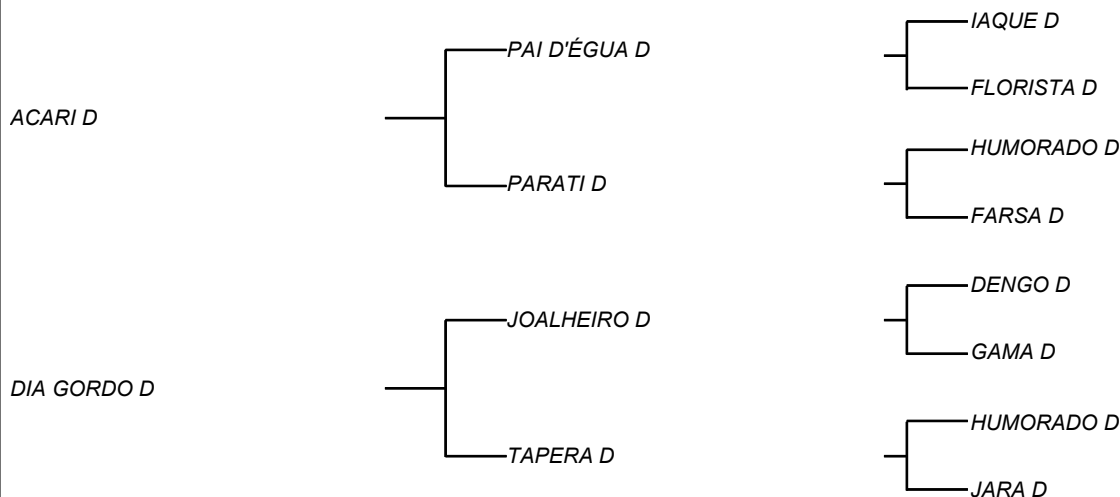 IAQUE D
PAI D'ÉGUA D
FLORISTA D
ACARI D
HUMORADO D
PARATI D
FARSA D
DENGO D
JOALHEIRO D
GAMA D
DIA GORDO D
HUMORADO D
TAPERA D
JARA D